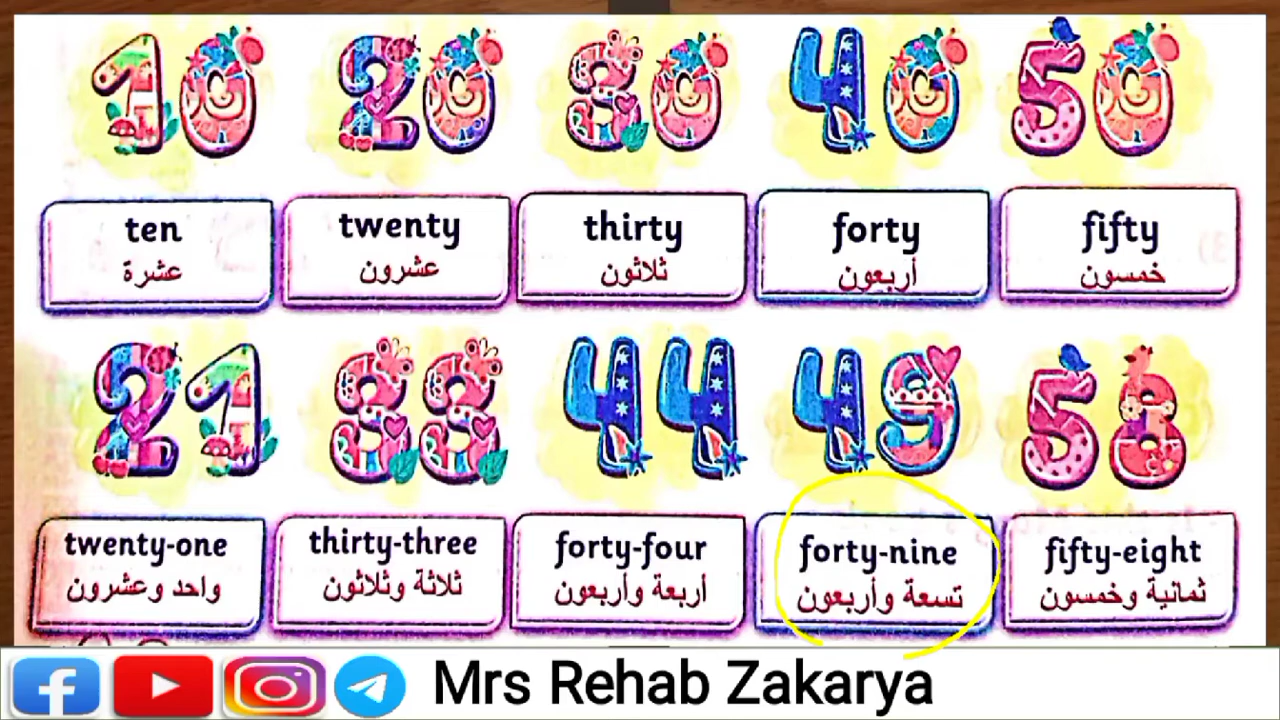 10 20 30 40 50
ten twenty thirty forty fifty
عشرة عشرون ثلاثون أربعون خمسون
21 33 44 49 58
twenty-one thirty-three forty-four forty-nine fifty-eight
واحد وعشرون ثلاثة وثلاثون أربعة وأربعون تسعة وأربعون ثمانية وخمسون
Mrs Rehab Zakarya